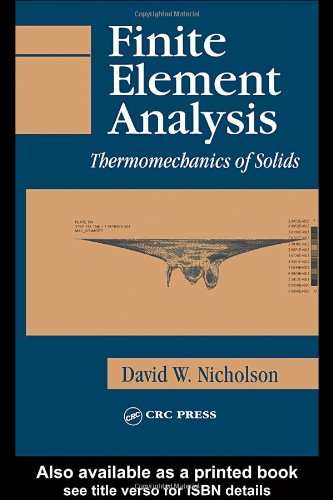 Finite
Element
Analysis
Thermomechanics of Solids
David W. Nicholson
CRC PRESS
Also available as a printed book
see title verso for ISBN details